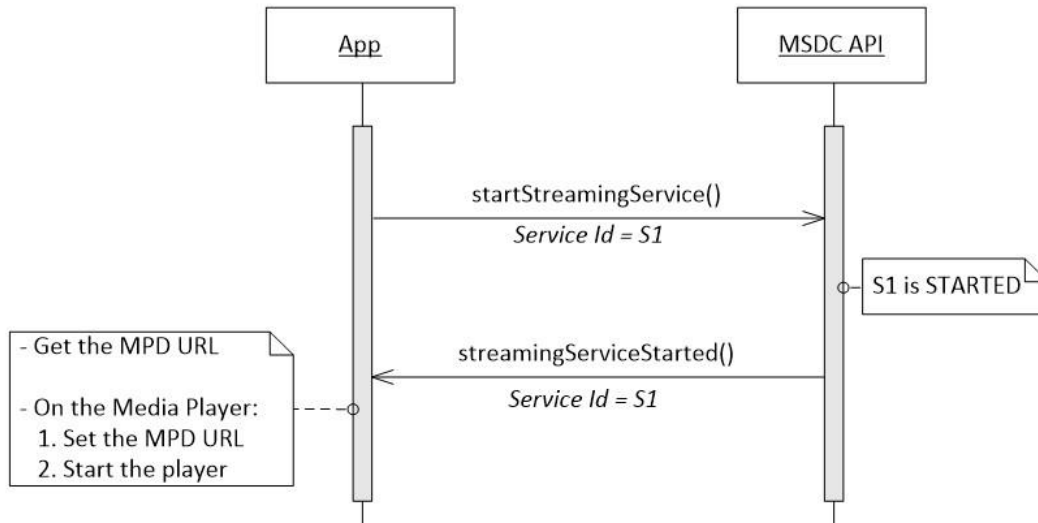 App
MSDC API
startStreamingService()
Service Id = S1
S1 is STARTED
- Get the MPD URL
- On the Media Player:
1. Set the MPD URL
2. Start the player
streamingServiceStarted()
Service Id = S1